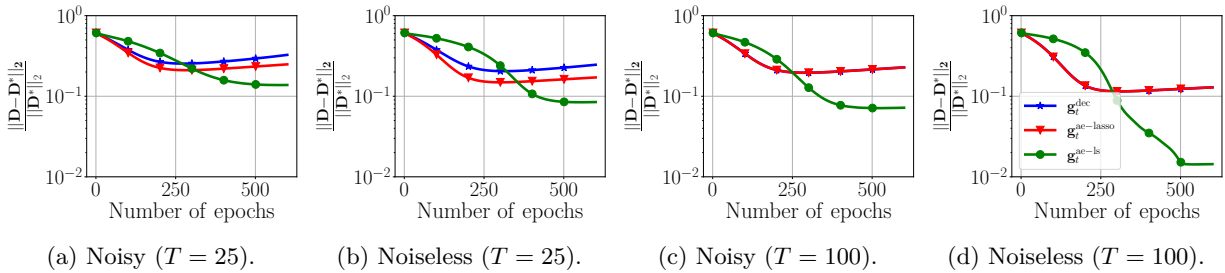 10^0
10^{-1}
10^{-2}
||D−D*||_2
||D*||_2
0 250 500
Number of epochs
(a) Noisy (T = 25).
10^0
10^{-1}
10^{-2}
||D−D*||_2
||D*||_2
0 250 500
Number of epochs
(b) Noiseless (T = 25).
10^0
10^{-1}
10^{-2}
||D−D*||_2
||D*||_2
0 250 500
Number of epochs
(c) Noisy (T = 100).
10^0
10^{-1}
10^{-2}
||D−D*||_2
||D*||_2
g_t^{dec}
g_t^{ae−lasso}
g_t^{ae−ls}
0 250 500
Number of epochs
(d) Noiseless (T = 100).